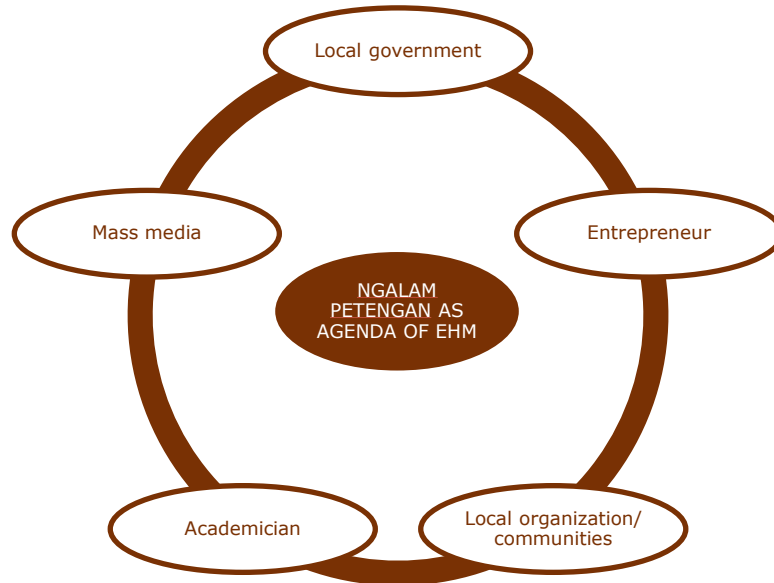 Local government
Mass media
Entrepreneur
NGALAM
PETENGAN AS
AGENDA OF EHM
Academician
Local organization/
communities